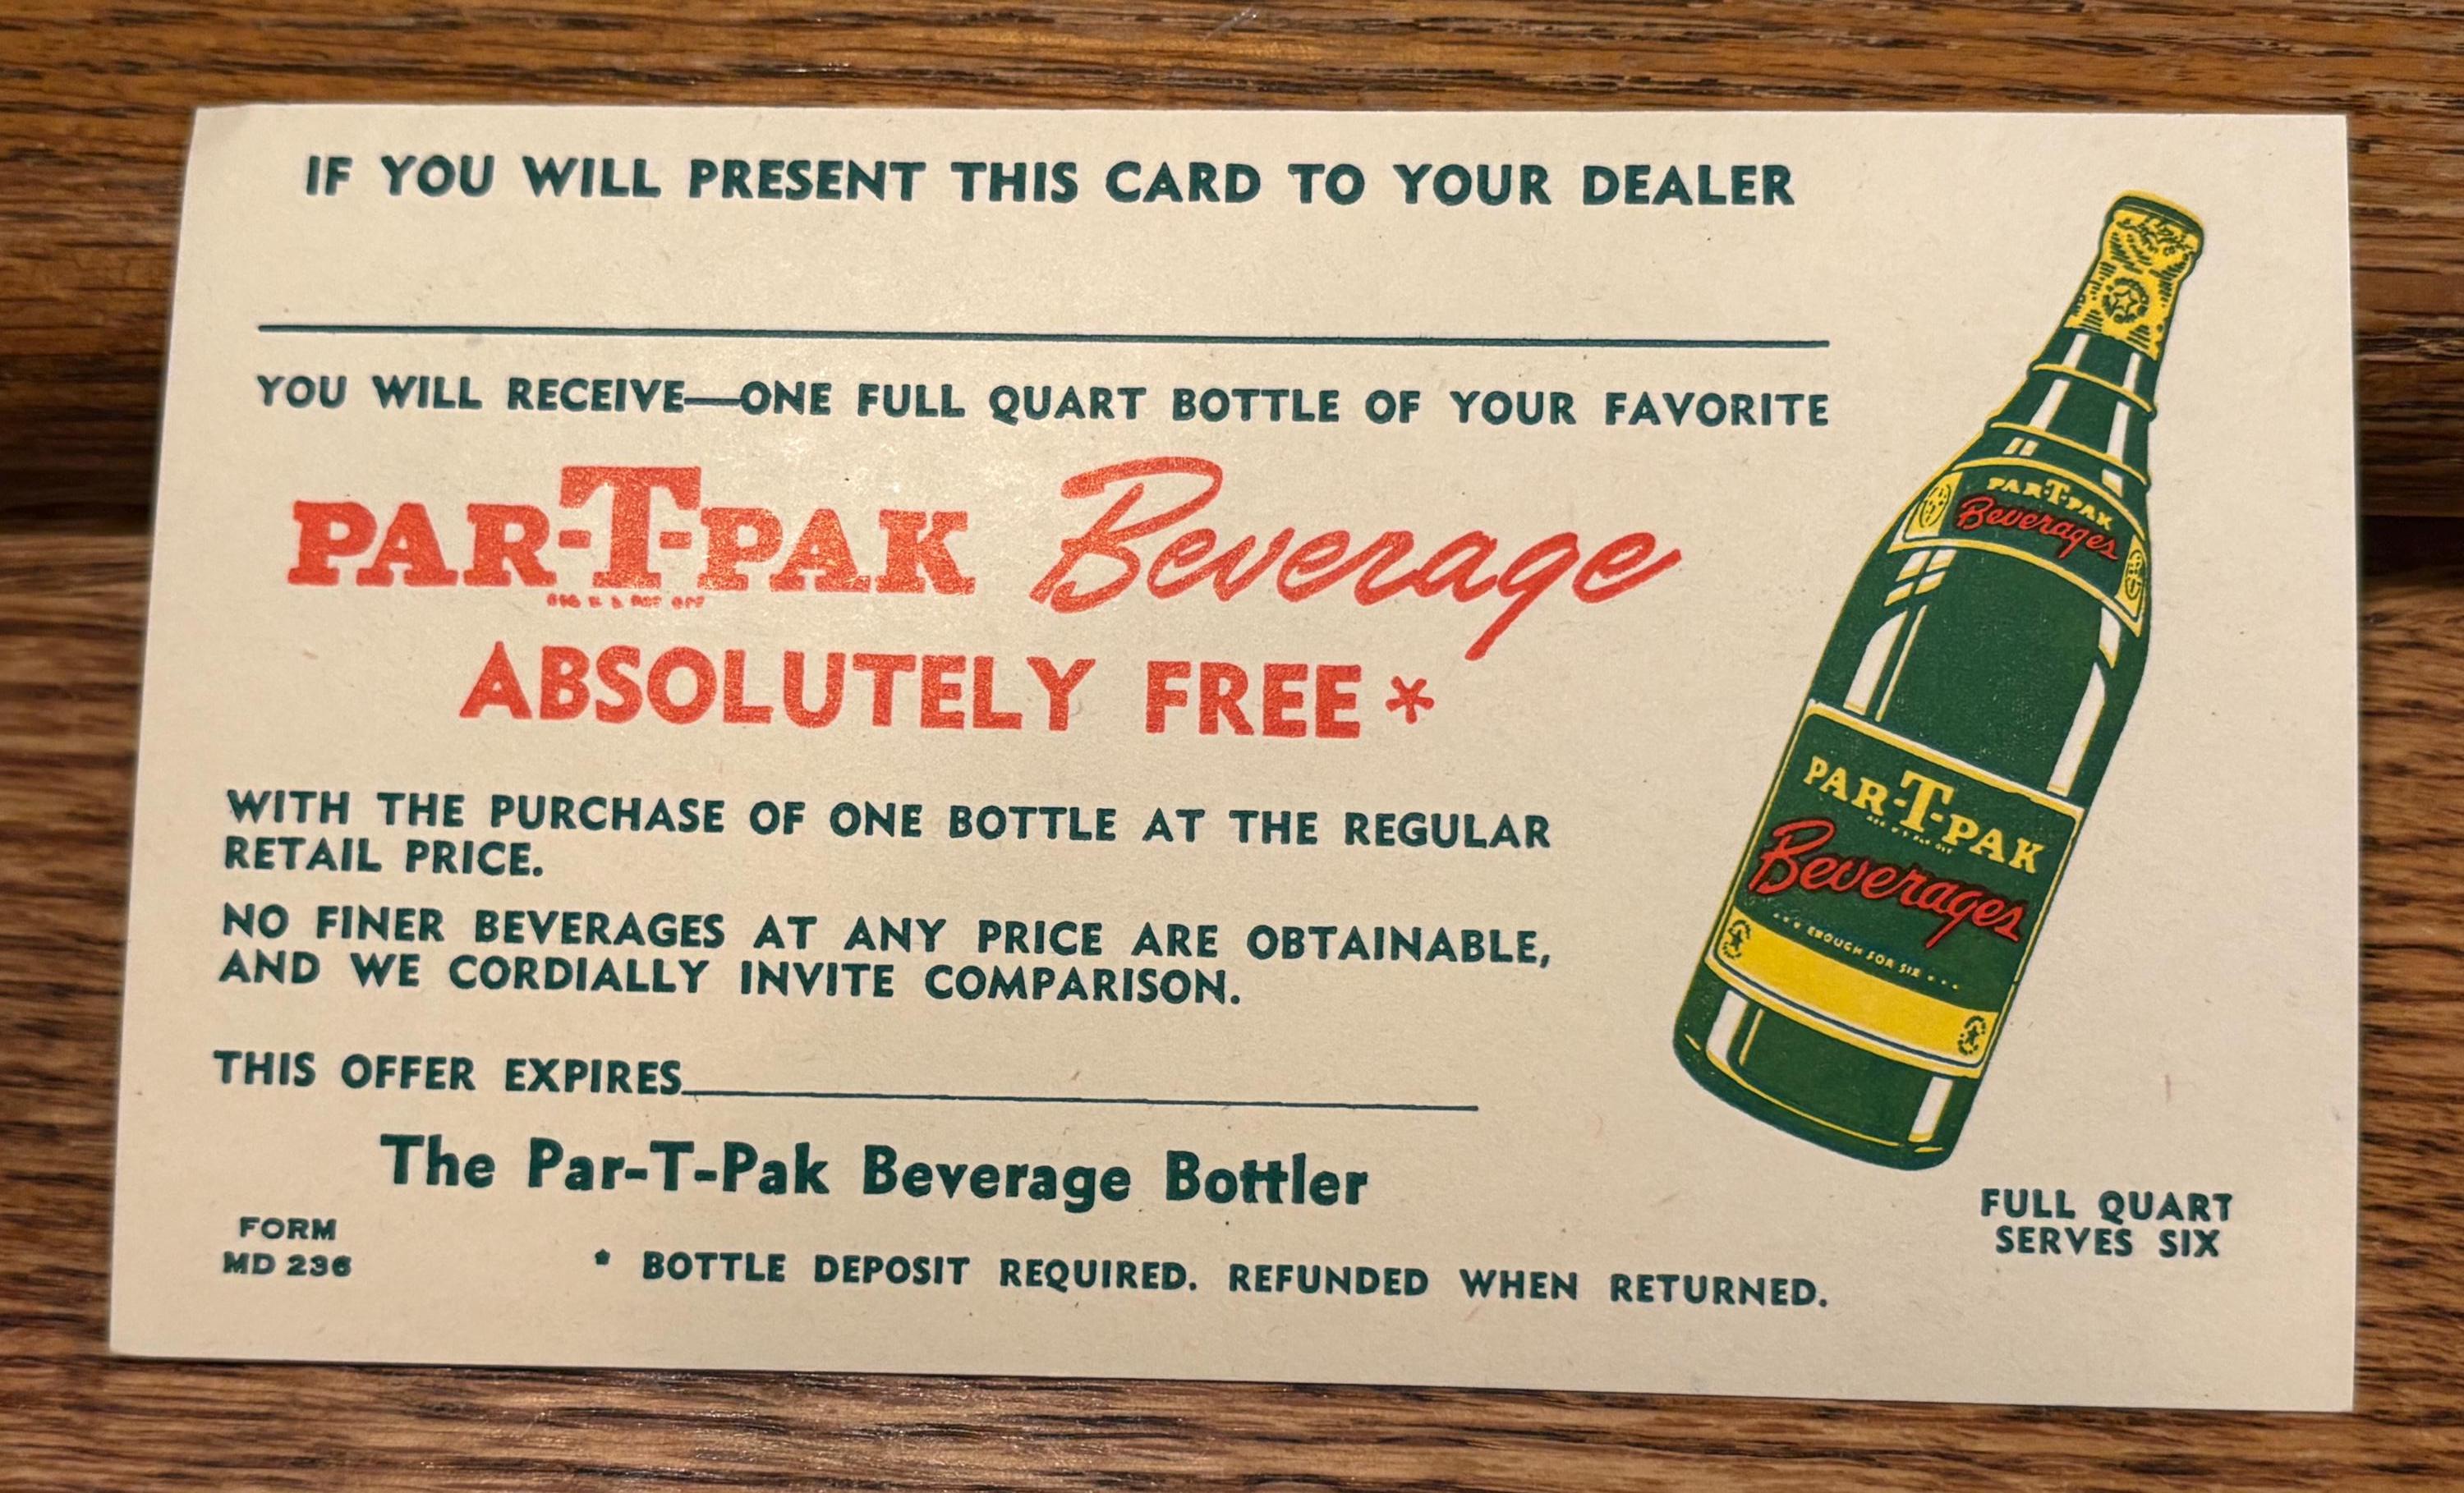 IF YOU WILL PRESENT THIS CARD TO YOUR DEALER
YOU WILL RECEIVE—ONE FULL QUART BOTTLE OF YOUR FAVORITE
PAR-T-PAK Beverage
ABSOLUTELY FREE*
WITH THE PURCHASE OF ONE BOTTLE AT THE REGULAR
RETAIL PRICE.
NO FINER BEVERAGES AT ANY PRICE ARE OBTAINABLE,
AND WE CORDIALLY INVITE COMPARISON.
THIS OFFER EXPIRES
The Par-T-Pak Beverage Bottler
FORM
MD 236
* BOTTLE DEPOSIT REQUIRED. REFUNDED WHEN RETURNED.
PAR-T-PAK
Beverages
PAR-T-PAK
Beverages
... ENOUGH FOR SIX ...
FULL QUART
SERVES SIX